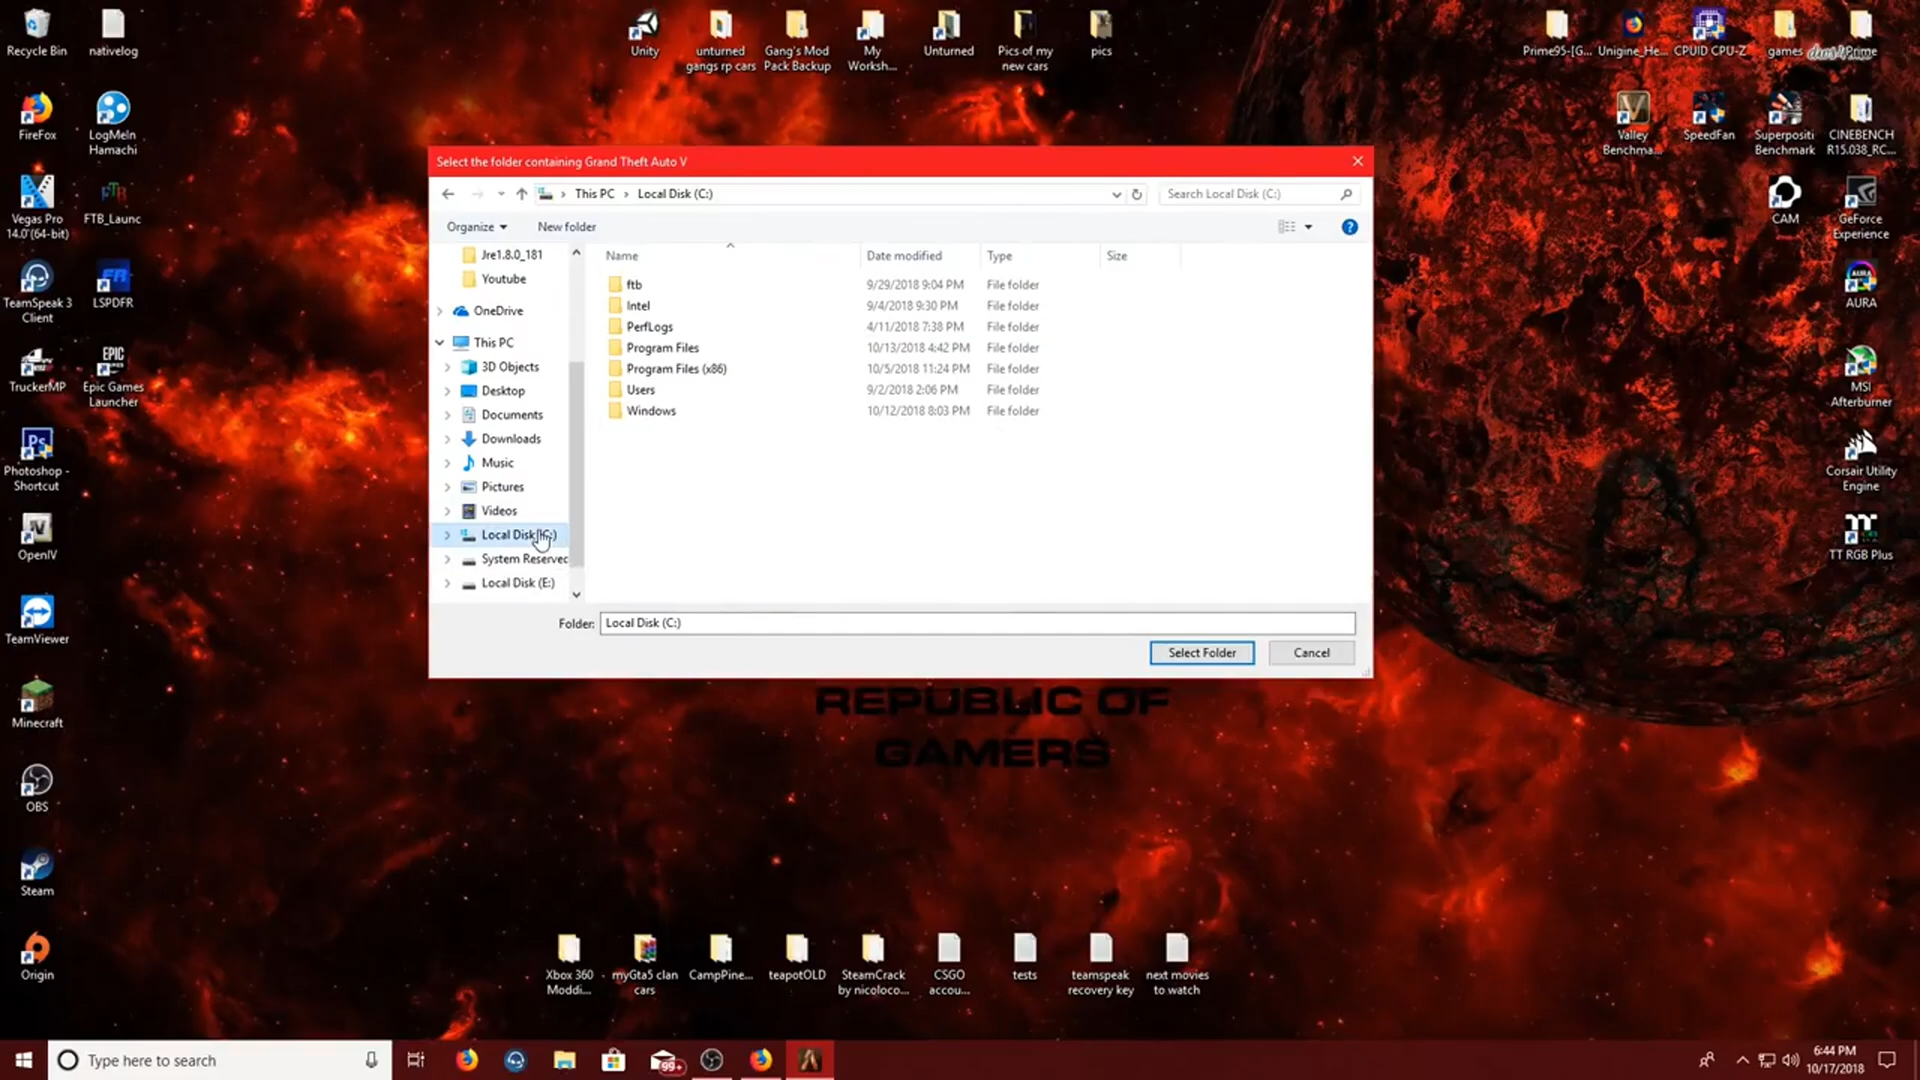 Recycle Bin
nativelog
Unity
unturned
gangs rp cars
Gang's Mod
Pack Backup
My
Worksh...
Unturned
Pics of my
new cars
pics
Prime95-[G...
Unigine_He...
CPUID CPU-Z
games
Prime
FireFox
LogMeIn
Hamachi
Valley
Benchma...
SpeedFan
Superpositi
Benchmark
CINEBENCH
R15.038_RC...
Vegas Pro
14.0 (64-bit)
FTB_Launc
CAM
GeForce
Experience
TeamSpeak 3
Client
LSPDFR
AURA
TruckerMP
EPIC
GAMES
Epic Games
Launcher
MSI
Afterburner
Photoshop -
Shortcut
Corsair Utility
Engine
OpenIV
TT RGB Plus
TeamViewer
Minecraft
OBS
Steam
Origin
Select the folder containing Grand Theft Auto V
This PC
Local Disk (C:)
Search Local Disk (C:)
Organize
New folder
Jre1.8.0_181
Youtube
OneDrive
This PC
3D Objects
Desktop
Documents
Downloads
Music
Pictures
Videos
Local Disk (C:)
System Reserved
Local Disk (E:)
Name Date modified Type Size
ftb 9/29/2018 9:04 PM File folder
Intel 9/4/2018 9:30 PM File folder
PerfLogs 4/11/2018 7:38 PM File folder
Program Files 10/13/2018 4:42 PM File folder
Program Files (x86) 10/5/2018 11:24 PM File folder
Users 9/2/2018 2:06 PM File folder
Windows 10/12/2018 8:03 PM File folder
Folder: Local Disk (C:)
Select Folder
Cancel
REPUBLIC OF
GAMERS
Xbox 360
Moddi...
myGta5 clan
cars
CampPine...
teapotOLD
SteamCrack
by nicoloco...
CSGO
accou...
tests
teamspeak
recovery key
next movies
to watch
Type here to search
99+
6:44 PM
10/17/2018